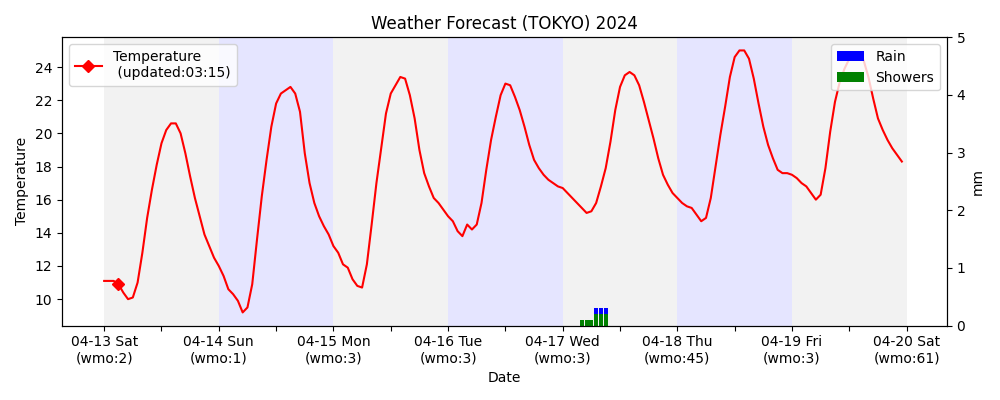 Weather Forecast (TOKYO) 2024
Temperature
(updated:03:15)
Rain
Showers
Temperature
24
22
20
18
16
14
12
10
5
4
3
2
1
0
mm
04-13 Sat
(wmo:2)
04-14 Sun
(wmo:1)
04-15 Mon
(wmo:3)
04-16 Tue
(wmo:3)
04-17 Wed
(wmo:3)
04-18 Thu
(wmo:45)
04-19 Fri
(wmo:3)
04-20 Sat
(wmo:61)
Date